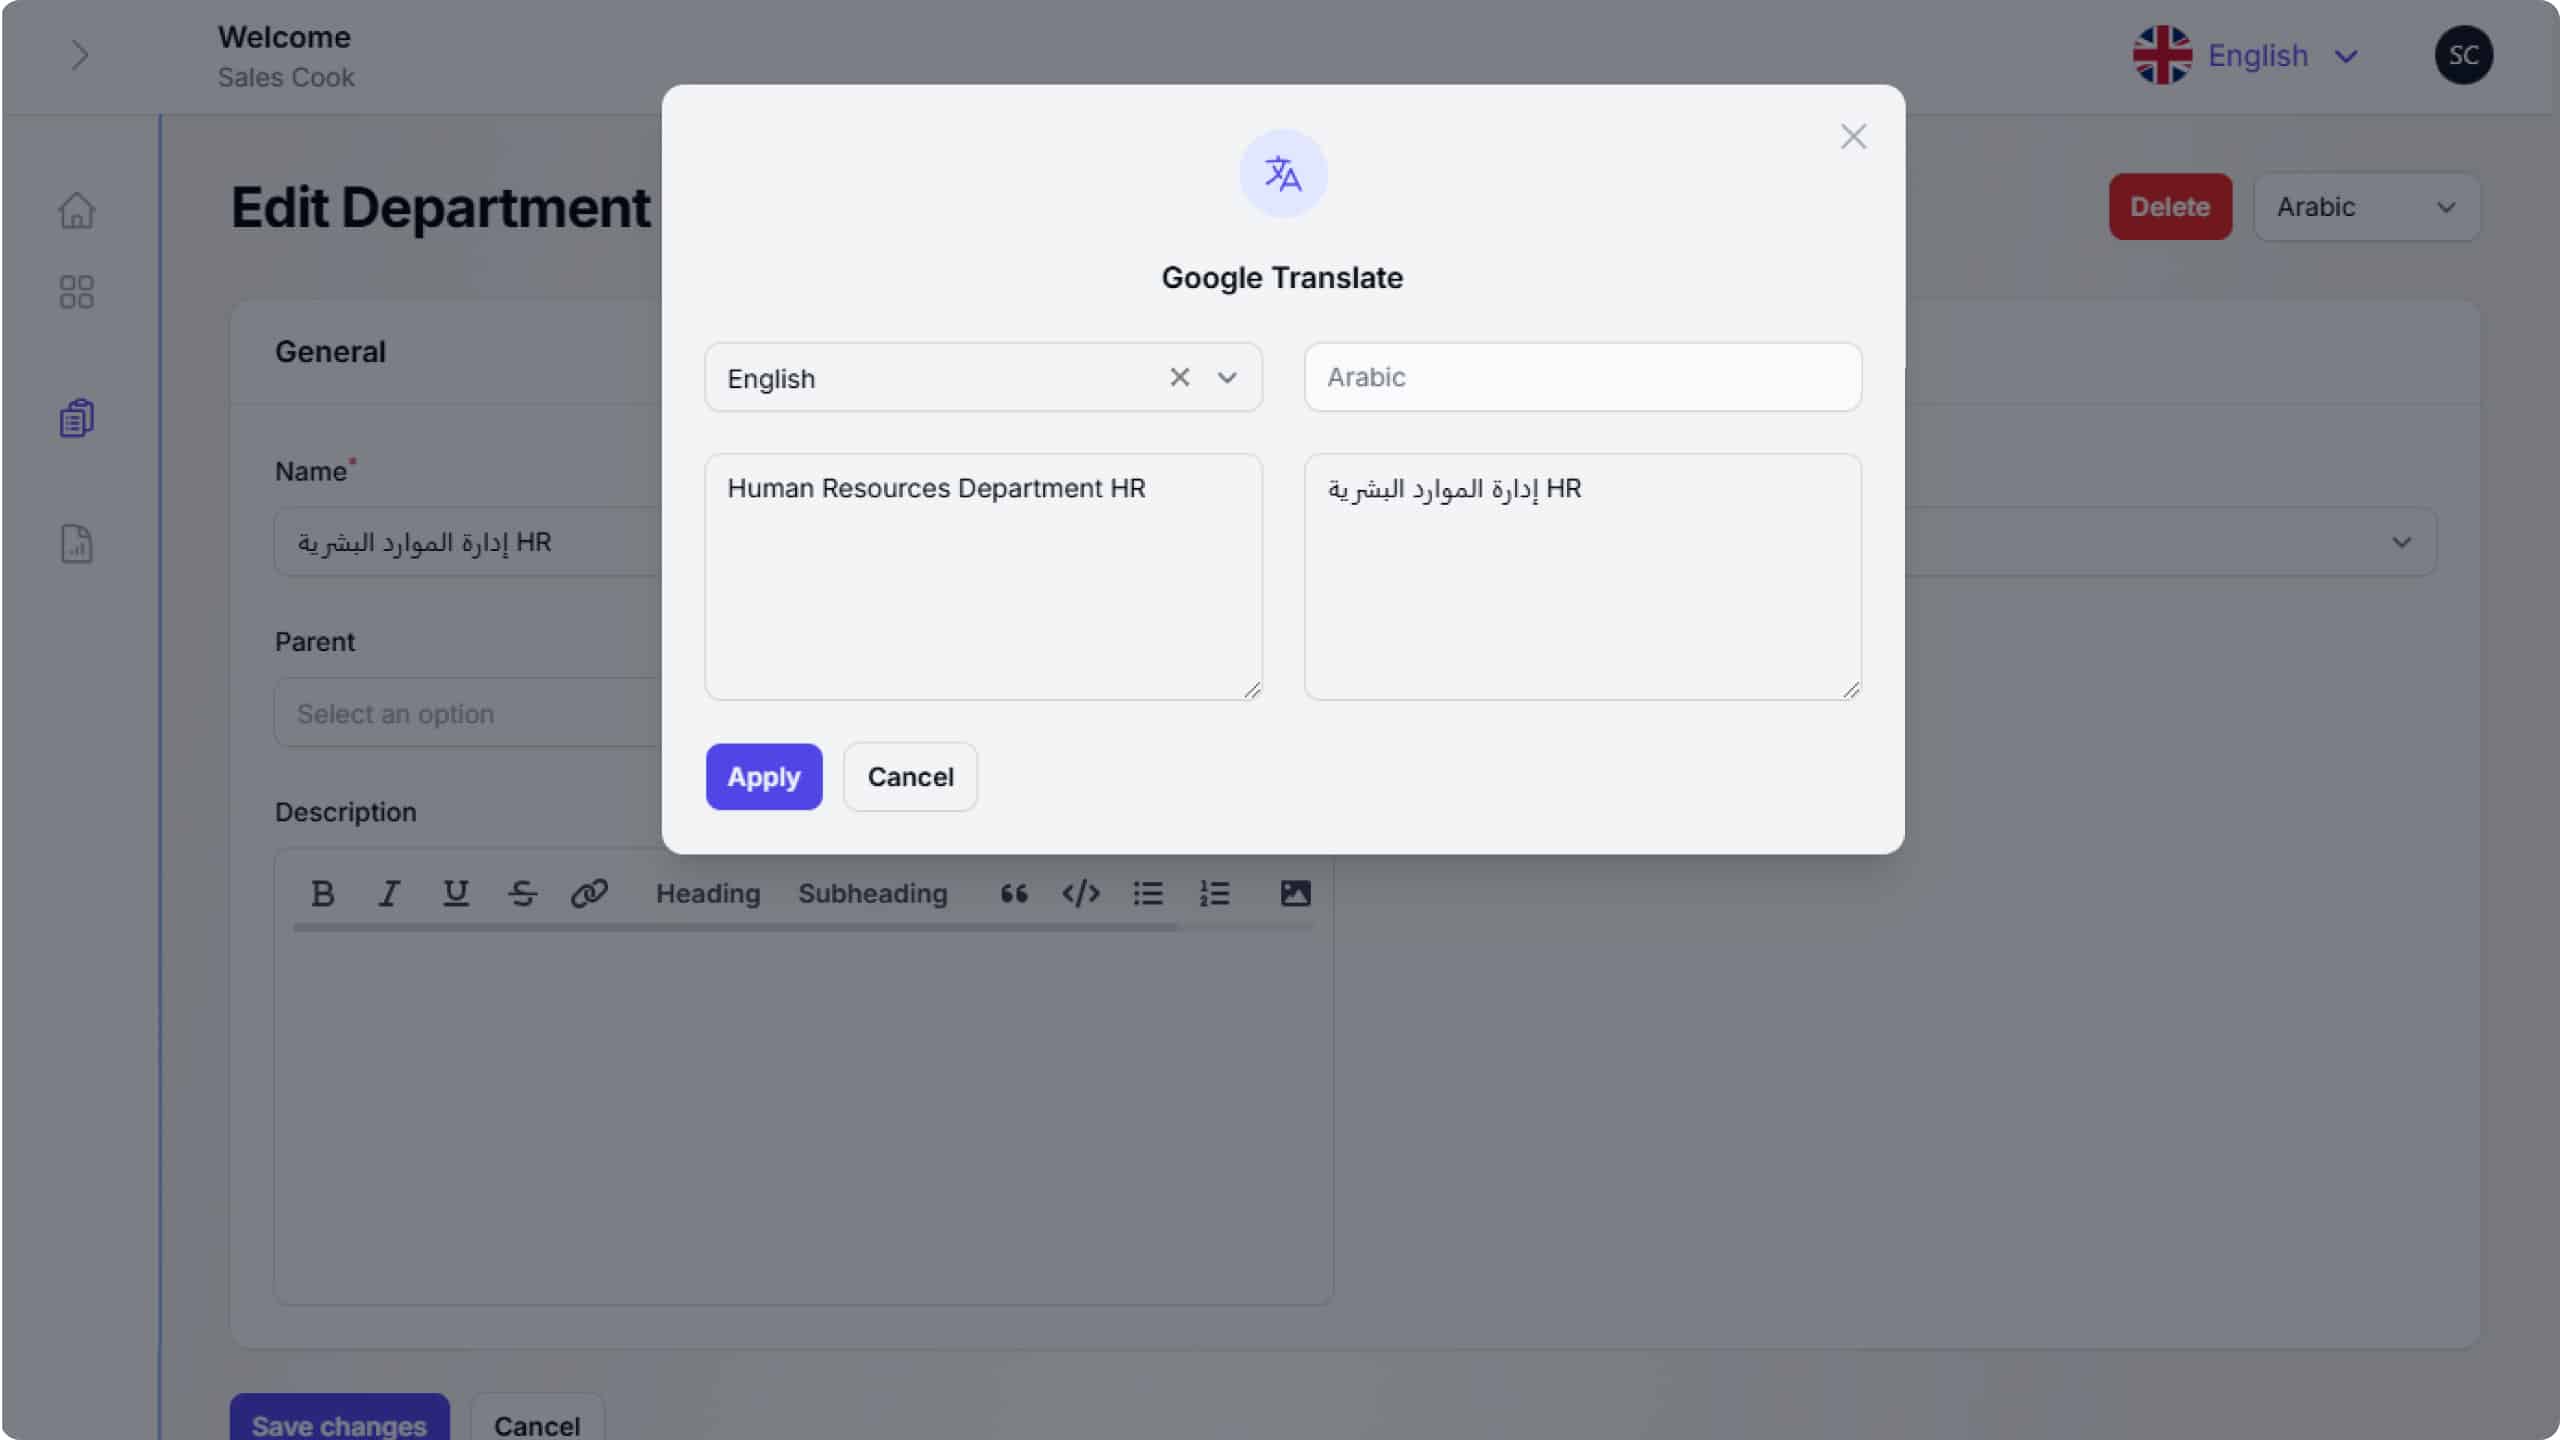 Welcome
Sales Cook
English
SC
Edit Department
Delete
Arabic
General
Name*
إدارة الموارد البشرية HR
Parent
Select an option
Description
Heading
Subheading
Save changes
Cancel
Google Translate
English
Arabic
Human Resources Department HR
إدارة الموارد البشرية HR
Apply
Cancel